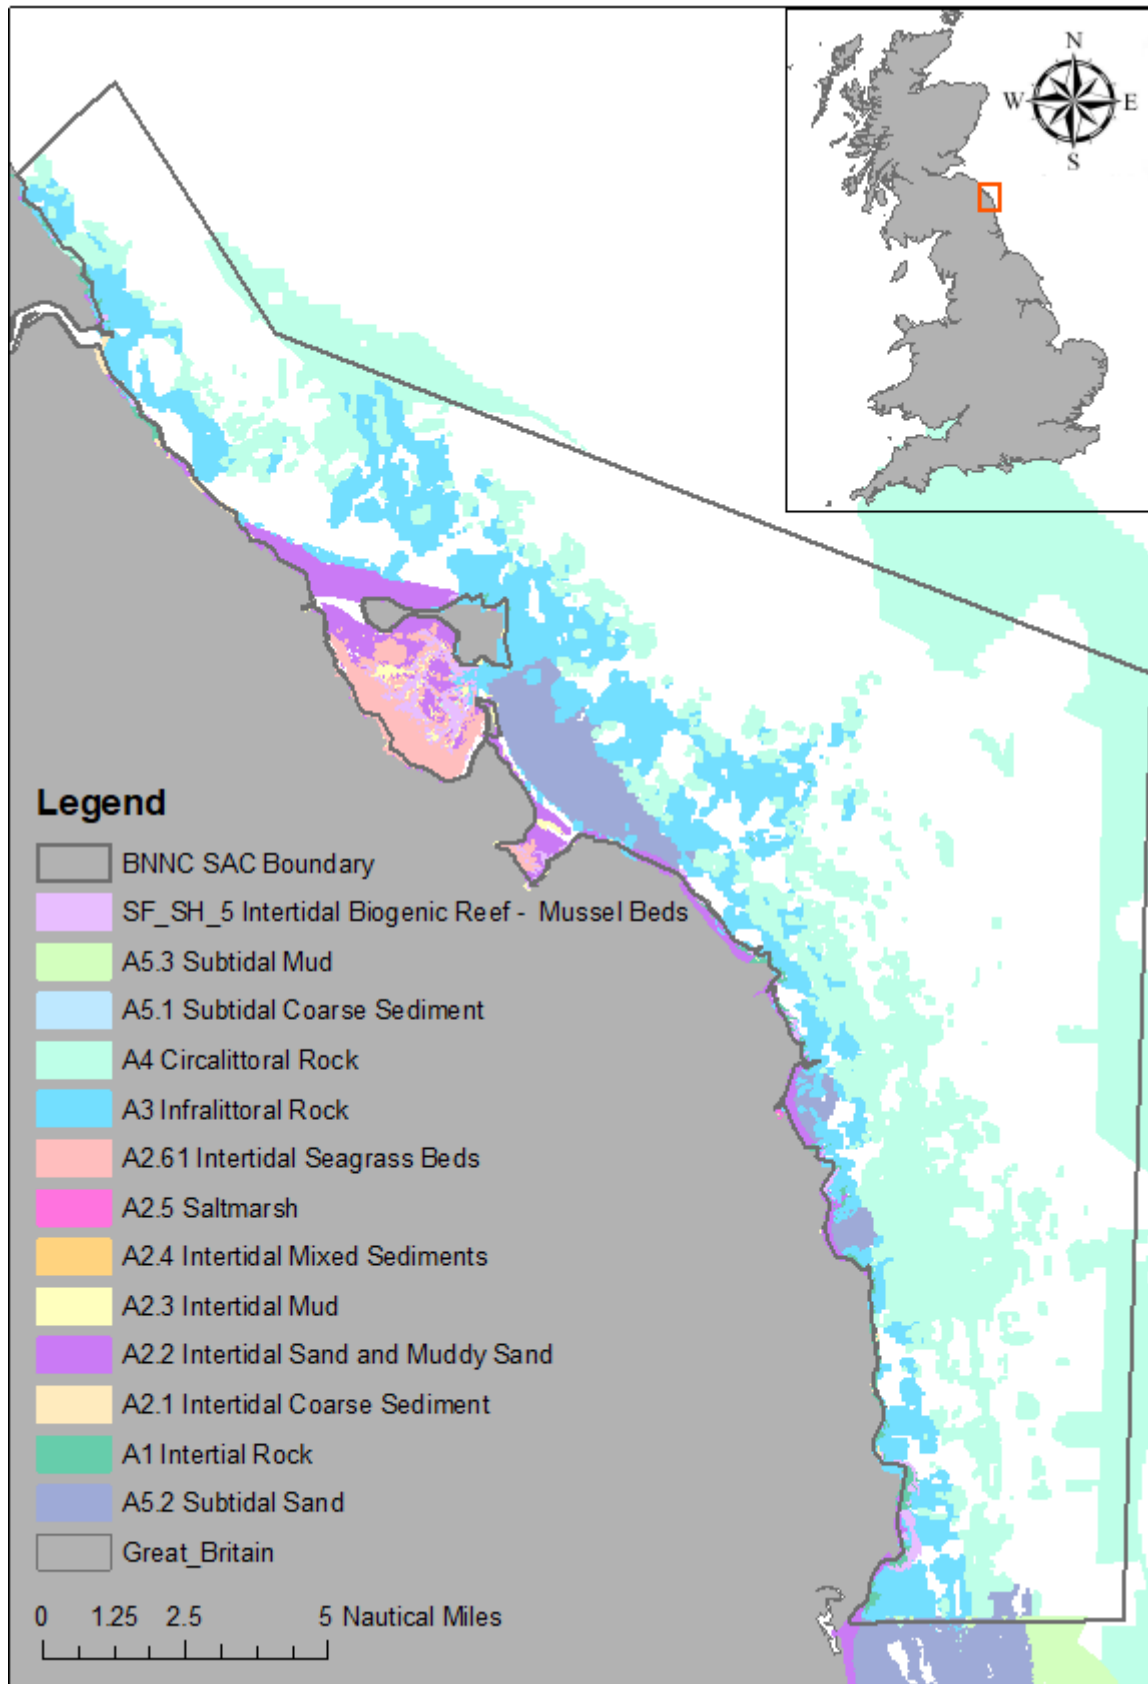 N
W E
S
Legend
BNNC SAC Boundary
SF_SH_5 Intertidal Biogenic Reef - Mussel Beds
A5.3 Subtidal Mud
A5.1 Subtidal Coarse Sediment
A4 Circalittoral Rock
A3 Infralittoral Rock
A2.61 Intertidal Seagrass Beds
A2.5 Saltmarsh
A2.4 Intertidal Mixed Sediments
A2.3 Intertidal Mud
A2.2 Intertidal Sand and Muddy Sand
A2.1 Intertidal Coarse Sediment
A1 Intertial Rock
A5.2 Subtidal Sand
Great_Britain
0 1.25 2.5 5 Nautical Miles